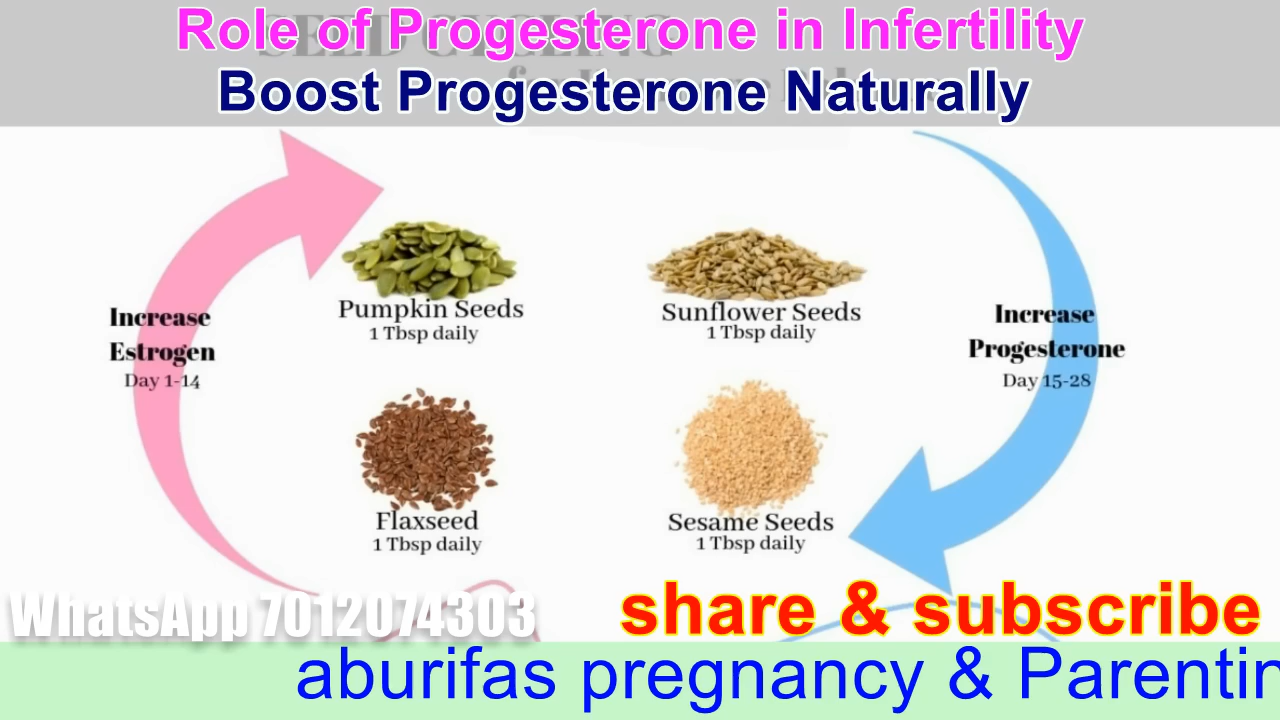 Role of Progesterone in Infertility
Boost Progesterone Naturally
Increase
Estrogen
Day 1-14
Pumpkin Seeds
1 Tbsp daily
Sunflower Seeds
1 Tbsp daily
Increase
Progesterone
Day 15-28
Flaxseed
1 Tbsp daily
Sesame Seeds
1 Tbsp daily
WhatsApp 7012074303
share & subscribe
aburifas pregnancy & Parentin